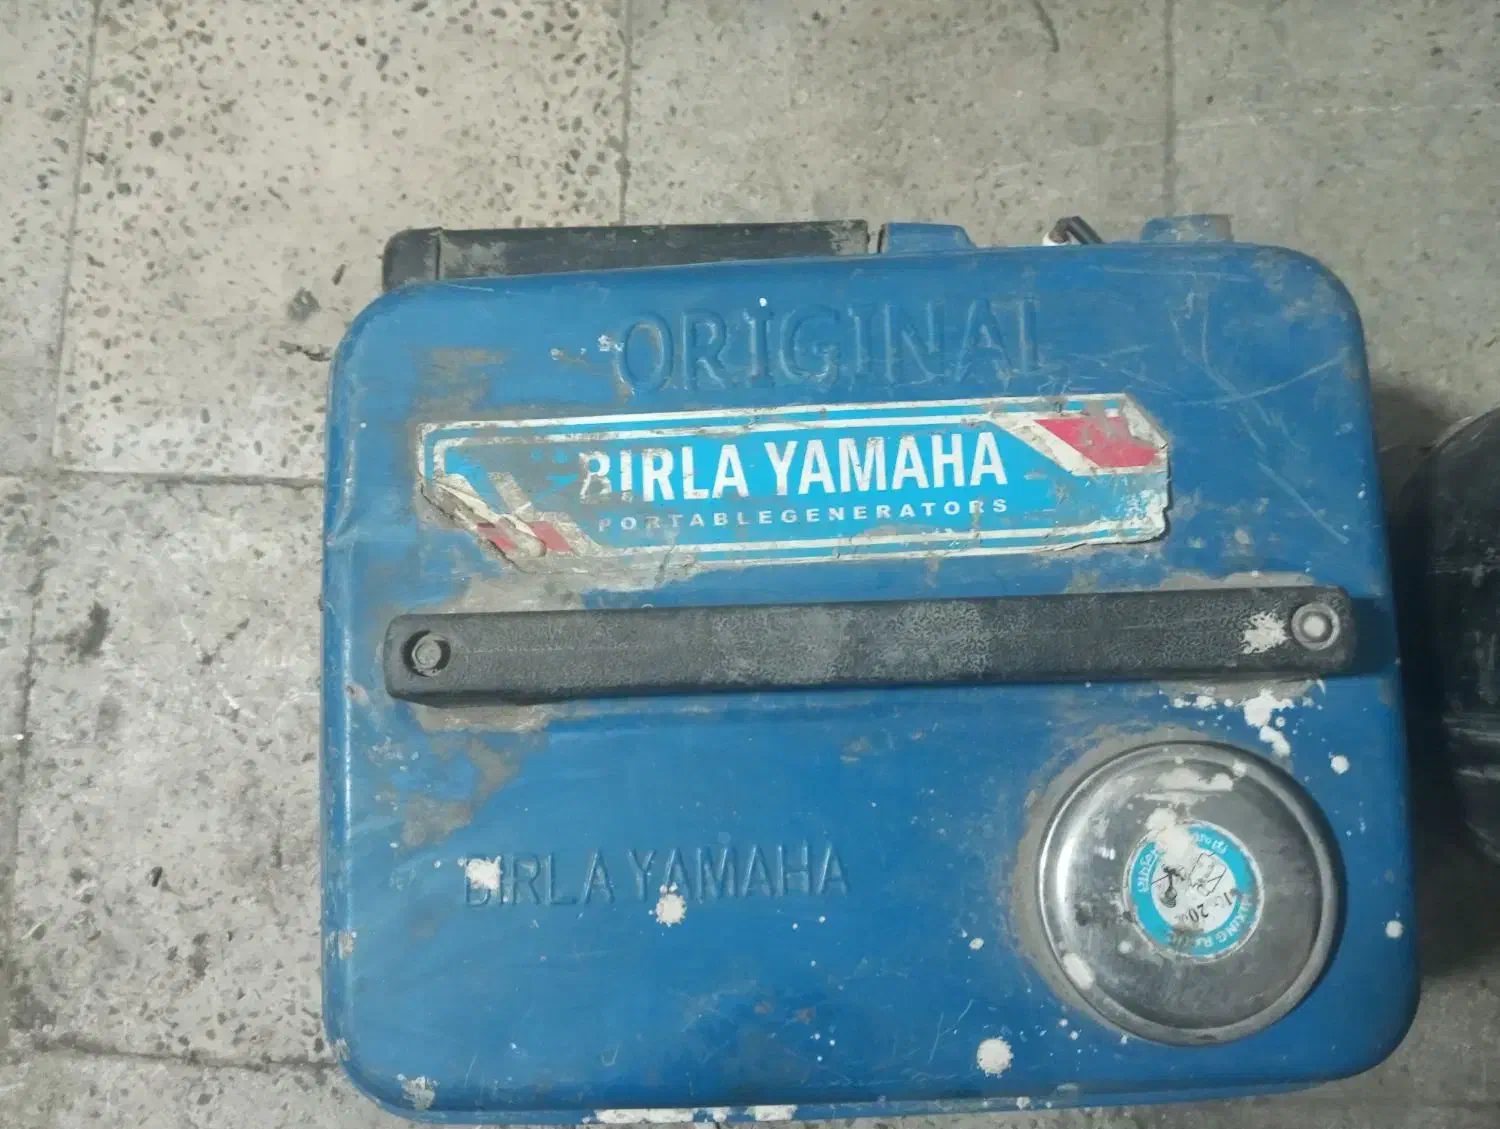 ORIGINAL
BIRLA YAMAHA
PORTABLEGENERATORS
BIRLA YAMAHA